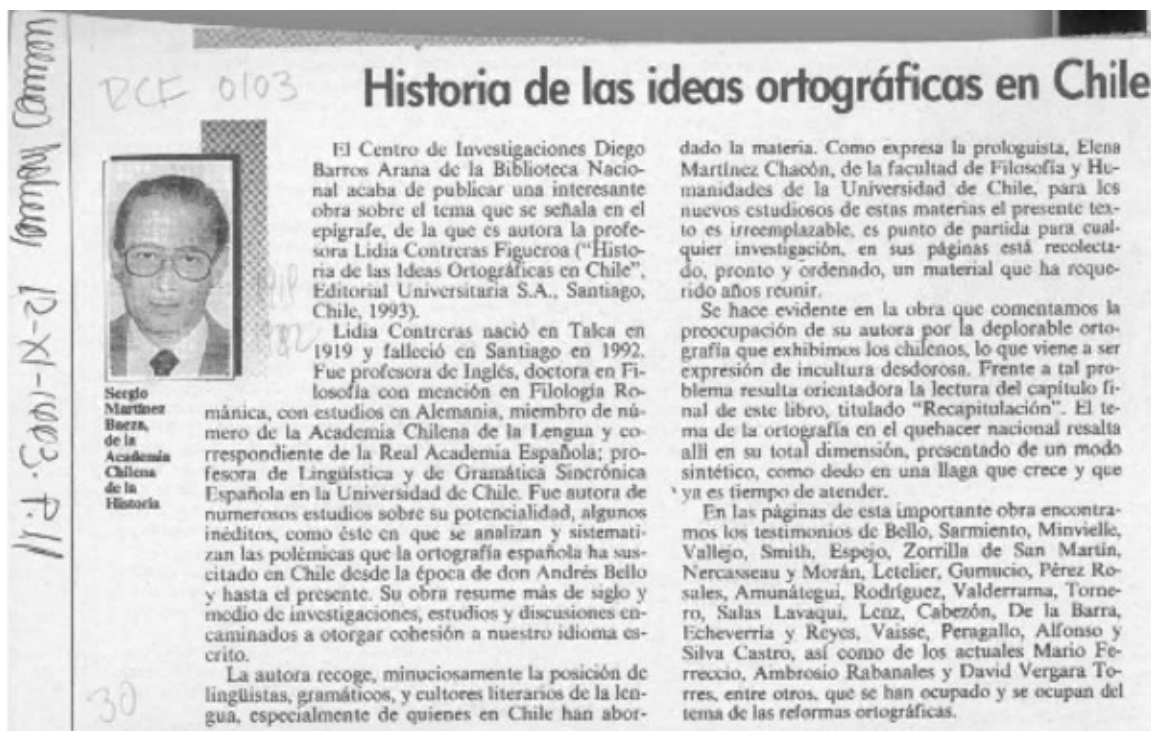 Historia de las ideas ortográficas en Chile
RCF 0103
Sergio
Martínez
Baeza,
de la
Academia
Chilena
de la
Historia
El Centro de Investigaciones Diego
Barros Arana de la Biblioteca Nacio-
nal acaba de publicar una interesante
obra sobre el tema que se señala en el
epígrafe, de la que es autora la profe-
sora Lidia Contreras Figueroa ("Histo-
ria de las Ideas Ortográficas en Chile",
Editorial Universitaria S.A., Santiago,
Chile, 1993).
Lidia Contreras nació en Talca en
1919 y falleció en Santiago en 1992.
Fue profesora de Inglés, doctora en Fi-
losofía con mención en Filología Ro-
mánica, con estudios en Alemania, miembro de nú-
mero de la Academia Chilena de la Lengua y co-
rrespondiente de la Real Academia Española; pro-
fesora de Lingüística y de Gramática Sincrónica
Española en la Universidad de Chile. Fue autora de
numerosos estudios sobre su potencialidad, algunos
inéditos, como éste en que se analizan y sistemati-
zan las polémicas que la ortografía española ha sus-
citado en Chile desde la época de don Andrés Bello
y hasta el presente. Su obra resume más de siglo y
medio de investigaciones, estudios y discusiones en-
caminados a otorgar cohesión a nuestro idioma es-
crito.
La autora recoge, minuciosamente la posición de
lingüistas, gramáticos, y cultores literarios de la len-
gua, especialmente de quienes en Chile han abor-
dado la materia. Como expresa la prologuista, Elena
Martínez Chacón, de la facultad de Filosofía y Hu-
manidades de la Universidad de Chile, para los
nuevos estudiosos de estas materias el presente tex-
to es irreemplazable, es punto de partida para cual-
quier investigación, en sus páginas está recolecta-
do, pronto y ordenado, un material que ha reque-
rido años reunir.
Se hace evidente en la obra que comentamos la
preocupación de su autora por la deplorable orto-
grafía que exhibimos los chilenos, lo que viene a ser
expresión de incultura desdorosa. Frente a tal pro-
blema resulta orientadora la lectura del capítulo fi-
nal de este libro, titulado "Recapitulación". El te-
ma de la ortografía en el quehacer nacional resalta
allí en su total dimensión, presentado de un modo
sintético, como dedo en una llaga que crece y que
ya es tiempo de atender.
En las páginas de esta importante obra encontra-
mos los testimonios de Bello, Sarmiento, Minvielle,
Vallejo, Smith, Espejo, Zorrilla de San Martín,
Nercasseau y Morán, Letelier, Gumucio, Pérez Ro-
sales, Amunátegui, Rodríguez, Valderrama, Torne-
ro, Salas Lavaqui, Lenz, Cabezón, De la Barra,
Echeverría y Reyes, Vaisse, Peragallo, Alfonso y
Silva Castro, así como de los actuales Mario Fe-
rreccio, Ambrosio Rabanales y David Vergara To-
rres, entre otros, que se han ocupado y se ocupan del
tema de las reformas ortográficas.
30